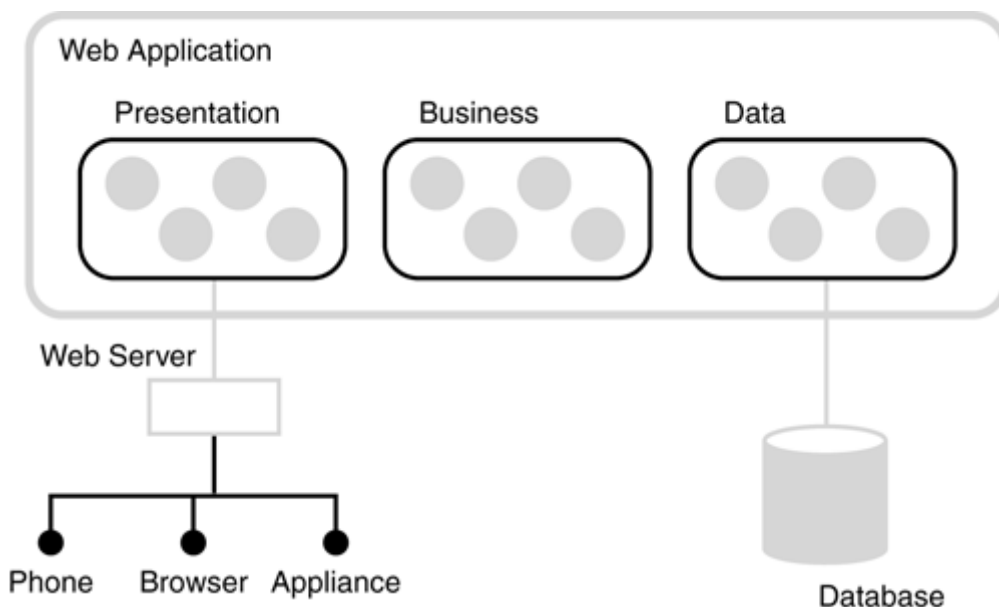 Web Application
Presentation
Business
Data
Web Server
Phone
Browser
Appliance
Database